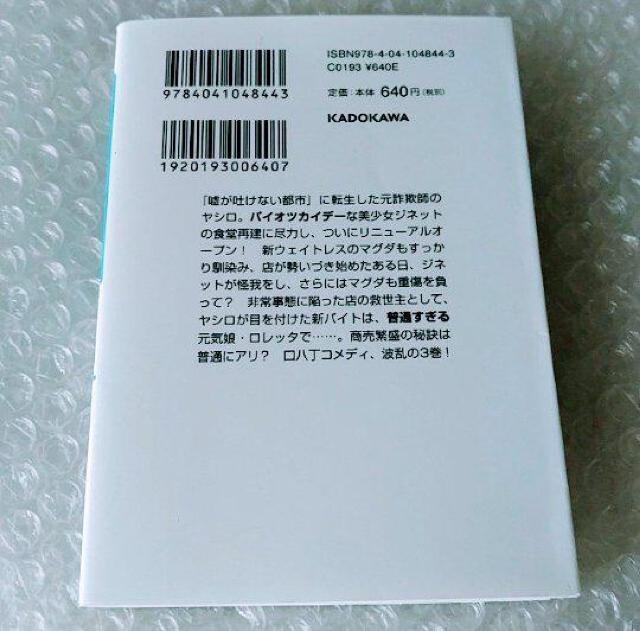 ISBN978-4-04-104844-3
C0193 ¥640E
9784041048443
定価：本体 640円（税別）
KADOKAWA
1920193006407
「嘘が吐けない都市」に転生した元詐欺師の
ヤシロ。バイオツカイデーな美少女ジネット
の食堂再建に尽力し、ついにリニューアルオ
ープン！　新ウェイトレスのマグダもすっか
り馴染み、店が勢いづき始めたある日、ジネ
ットが怪我をし、さらにはマグダも重傷を負
って？　非常事態に陥った店の救世主として、
ヤシロが目を付けた新バイトは、普通すぎる
元気娘・ロレッタで……。商売繁盛の秘訣は
普通にアリ？　口八丁コメディ、波乱の3巻！